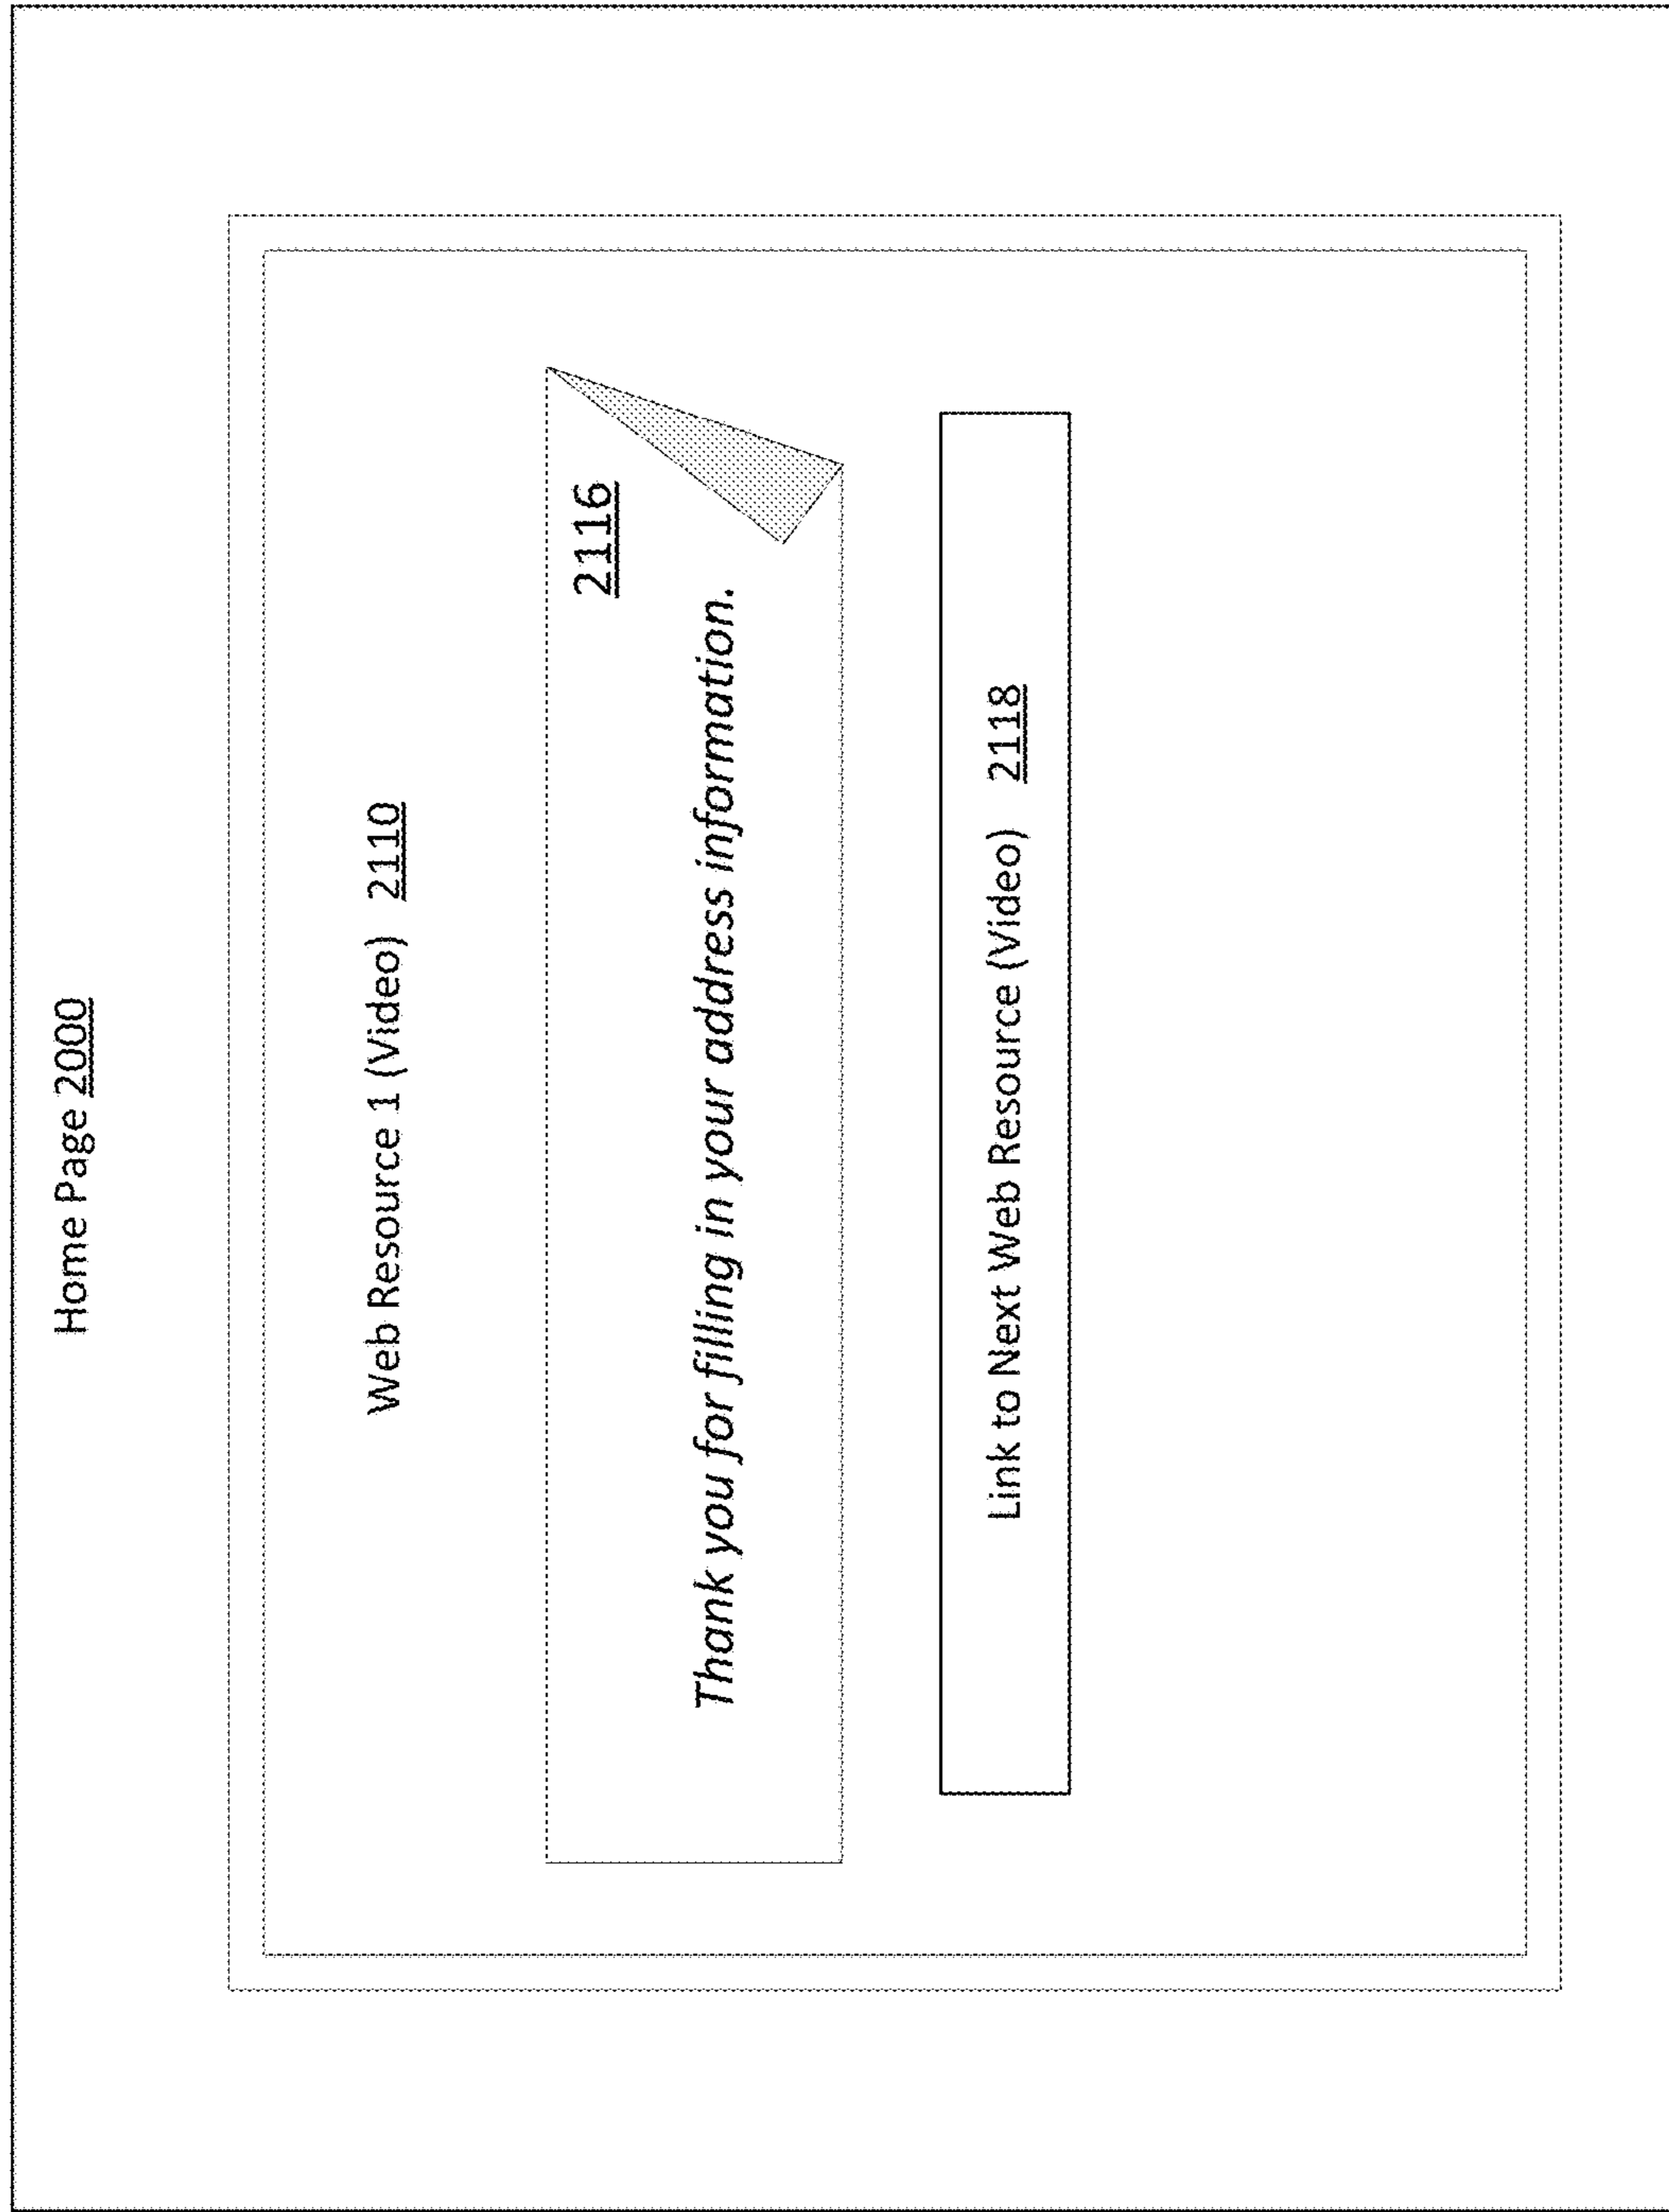 Home Page 2000
Web Resource 1 (Video) 2110
2116
Thank you for filling in your address information.
Link to Next Web Resource (Video) 2118